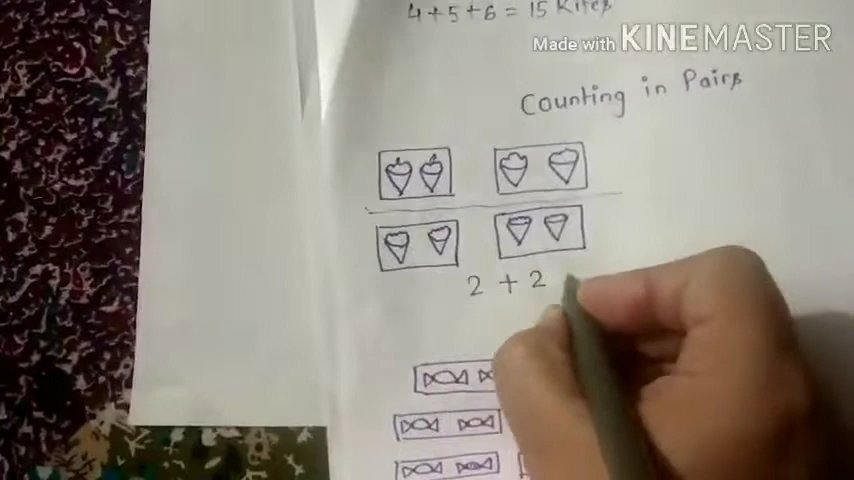 4+5+6 = 15 Kites
Made with KINEMASTER
Counting in Pairs
2 + 2